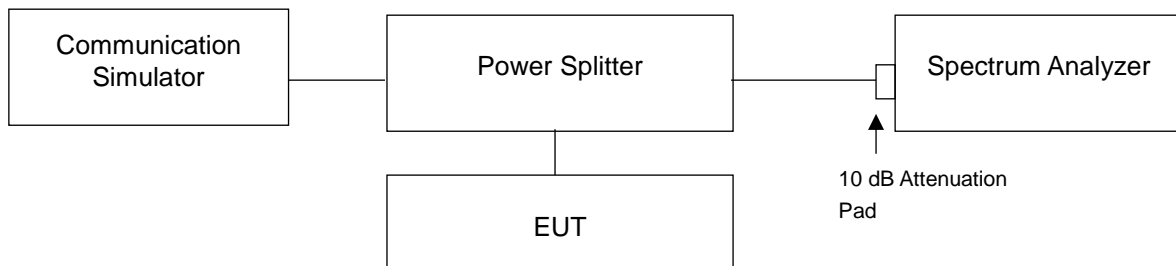 Communication
Simulator
Power Splitter
Spectrum Analyzer
10 dB Attenuation
Pad
EUT